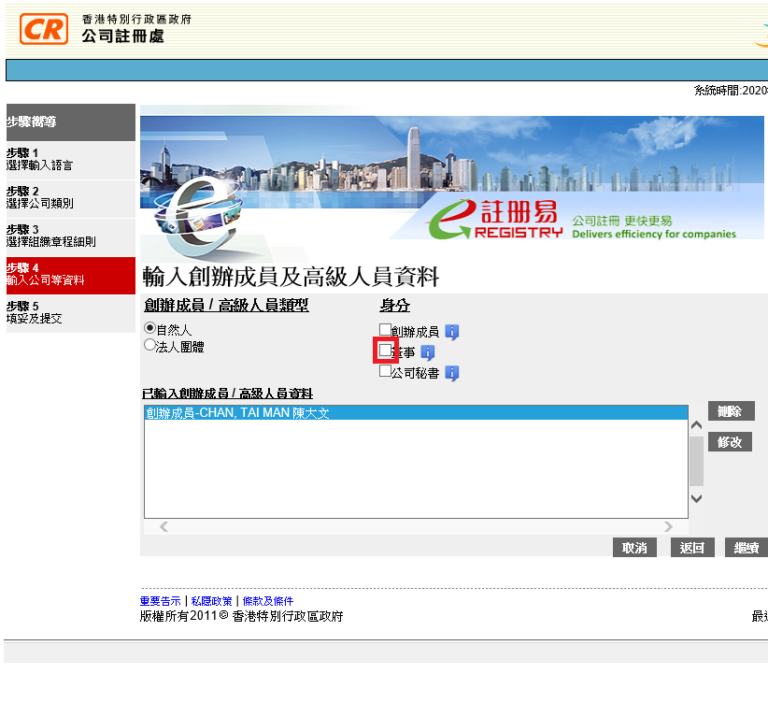 CR 香港特別行政區政府
公司註冊處
系統時間:2020
步驟嚮導
步驟 1
選擇輸入語言
步驟 2
選擇公司類別
步驟 3
選擇組織章程細則
步驟 4
輸入公司等資料
步驟 5
填妥及提交
e 註冊易 公司註冊 更快更易
REGISTRY Delivers efficiency for companies
輸入創辦成員及高級人員資料
創辦成員 / 高級人員類型 身分
自然人 創辦成員 i
法人團體 董事 i
公司秘書 i
已輸入創辦成員 / 高級人員資料
創辦成員-CHAN, TAI MAN 陳大文
刪除
修改
取消 返回 繼續
重要告示 | 私隱政策 | 條款及條件
版權所有2011© 香港特別行政區政府